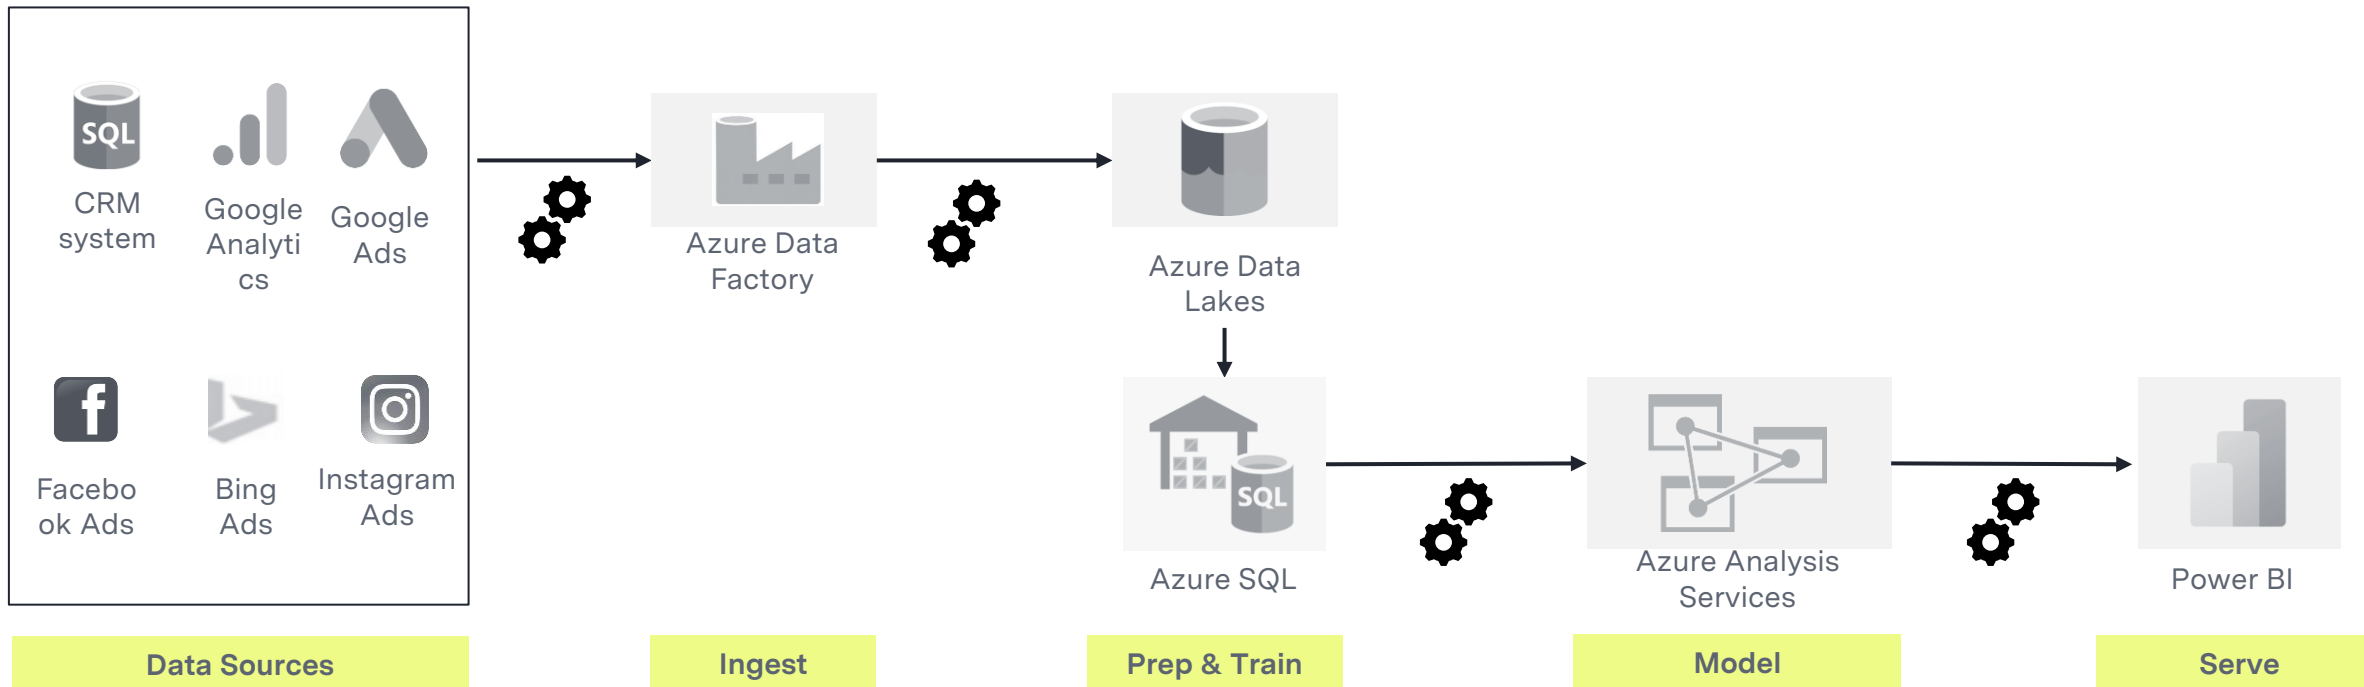 SQL
CRM
system
Google
Analyti
cs
Google
Ads
Facebo
ok Ads
Bing
Ads
Instagram
Ads
Azure Data
Factory
Azure Data
Lakes
SQL
Azure SQL
Azure Analysis
Services
Power BI
Data Sources
Ingest
Prep & Train
Model
Serve